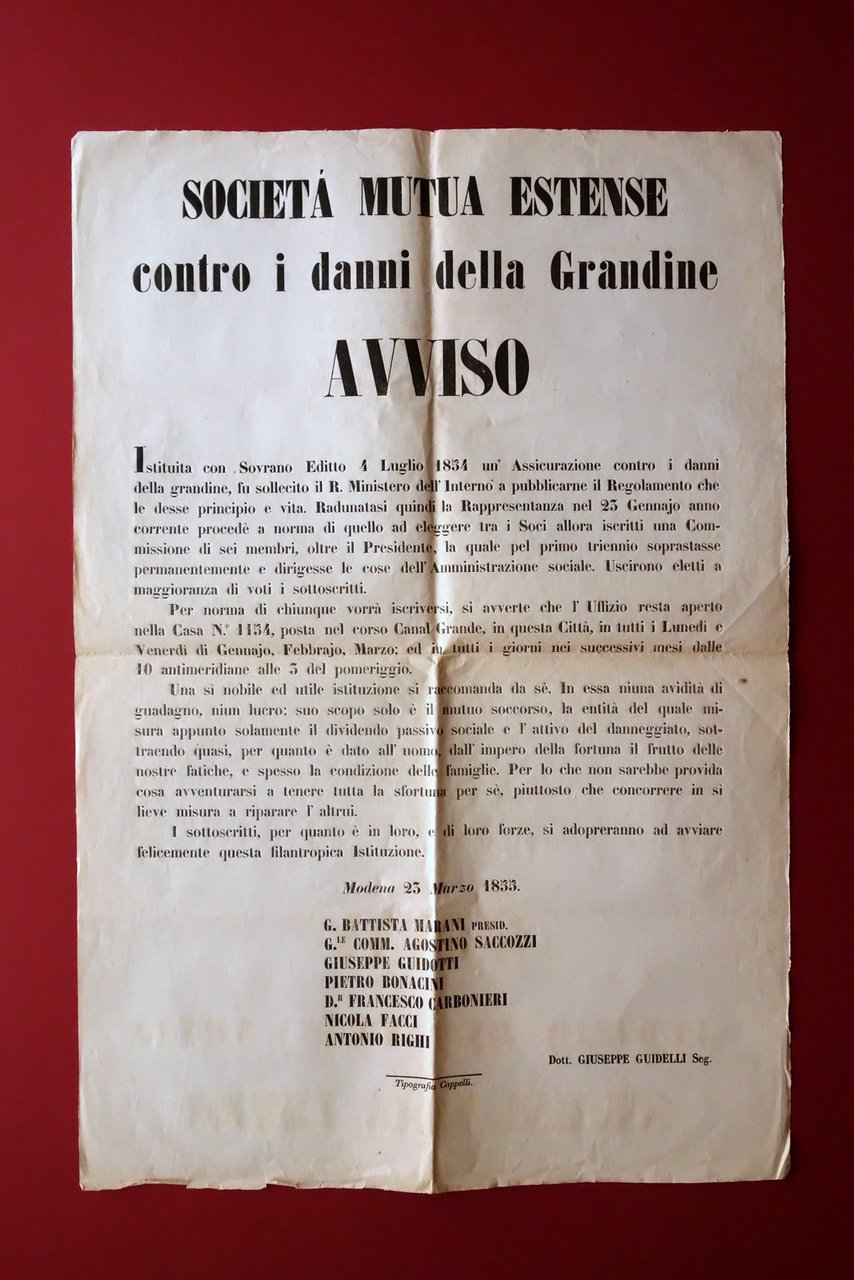 SOCIETÁ MUTUA ESTENSE
contro i danni della Grandine
AVVISO
Istituita con Sovrano Editto 4 Luglio 1854 un' Assicurazione contro i danni
della grandine, fu sollecito il R. Ministero dell'Interno a pubblicarne il Regolamento che
le desse principio e vita. Radunatasi quindi la Rappresentanza nel 23 Gennajo anno
corrente procedè a norma di quello ad eleggere tra i Soci allora iscritti una Com-
missione di sei membri, oltre il Presidente, la quale pel primo triennio soprastasse
permanentemente e dirigesse le cose dell'Amministrazione sociale. Uscirono eletti a
maggioranza di voti i sottoscritti.
Per norma di chiunque vorrà iscriversi, si avverte che l' Uffizio resta aperto
nella Casa N.° 1154, posta nel corso Canal Grande, in questa Città, in tutti i Lunedì e
Venerdì di Gennajo, Febbrajo, Marzo; ed in tutti i giorni nei successivi mesi dalle
10 antimeridiane alle 3 del pomeriggio.
Una sì nobile ed utile istituzione si raccomanda da sè. In essa niuna avidità di
guadagno, niun lucro: suo scopo solo è il mutuo soccorso, la entità del quale mi-
sura appunto solamente il dividendo passivo sociale e l' attivo del danneggiato, sot-
traendo quasi, per quanto è dato all' uomo, dall' impero della fortuna il frutto delle
nostre fatiche, e spesso la condizione delle famiglie. Per lo che non sarebbe provida
cosa avventurarsi a tenere tutta la sfortuna per sè, piuttosto che concorrere in sì
lieve misura a riparare l' altrui.
I sottoscritti, per quanto è in loro, e di loro forze, si adopreranno ad avviare
felicemente questa filantropica Istituzione.
Modena 23 Marzo 1855.
G. BATTISTA MARANI PRESID.
G.LE COMM. AGOSTINO SACCOZZI
GIUSEPPE GUIDOTTI
PIETRO BONACINI
D.R FRANCESCO CARBONIERI
NICOLA FACCI
ANTONIO RIGHI
Dott. GIUSEPPE GUIDELLI Seg.
Tipografia Cappelli.